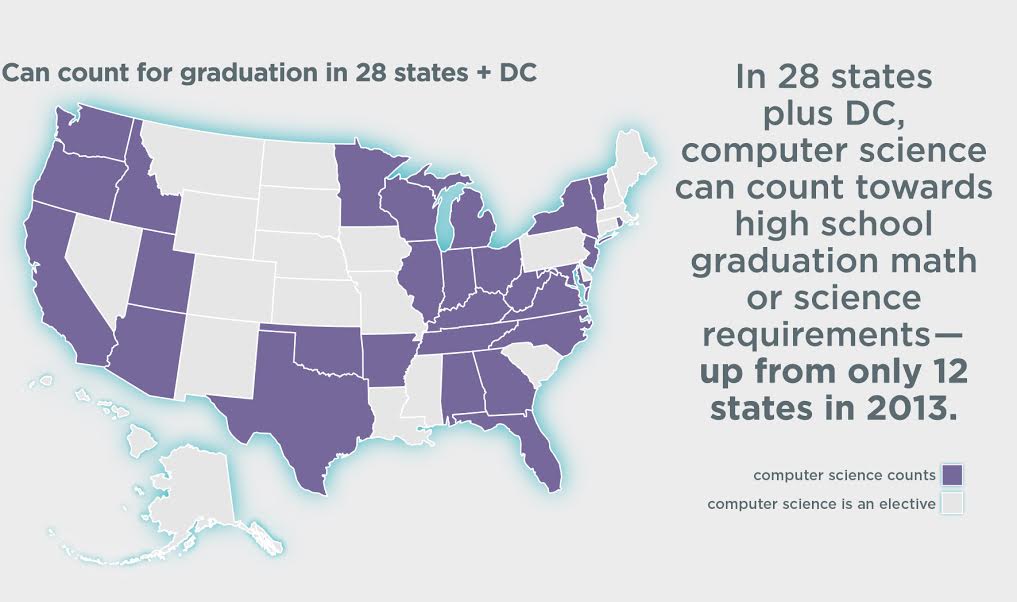 Can count for graduation in 28 states + DC
In 28 states
plus DC,
computer science
can count towards
high school
graduation math
or science
requirements—
up from only 12
states in 2013.
computer science counts
computer science is an elective